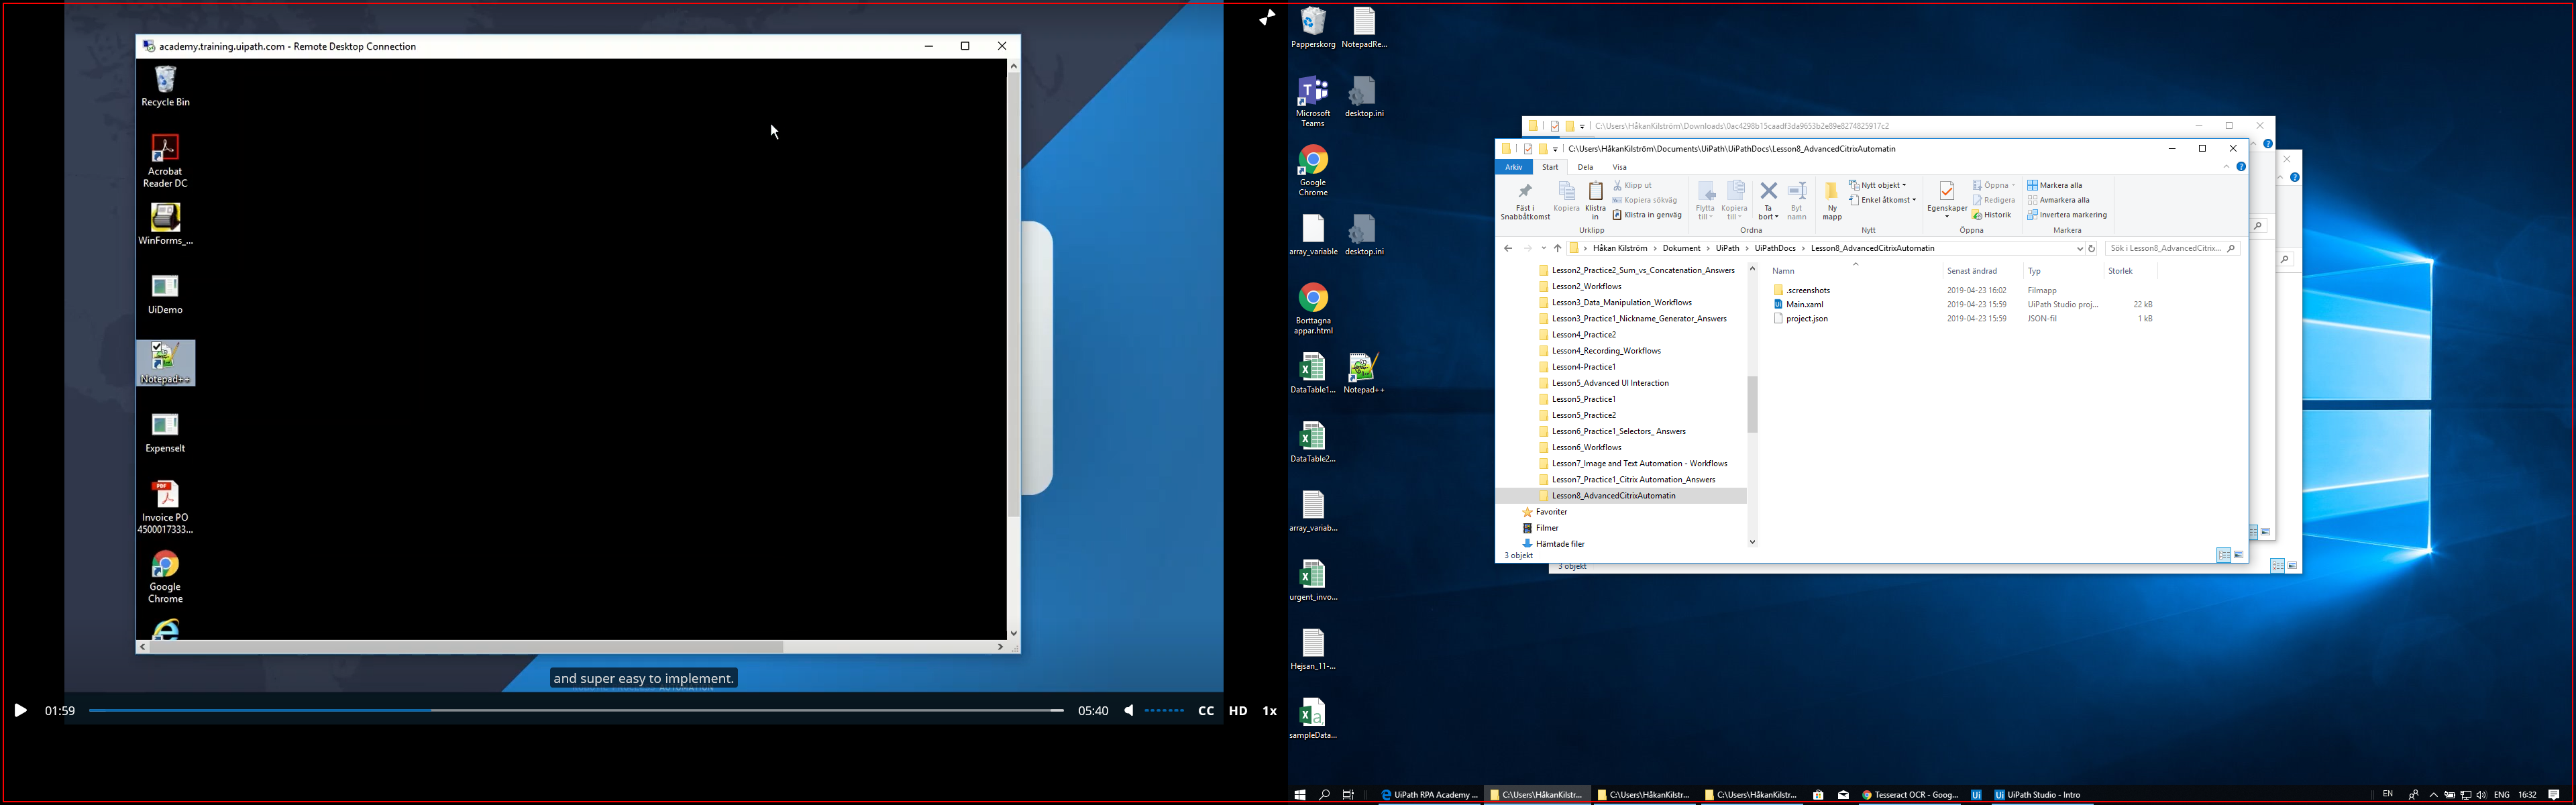 academy.training.uipath.com - Remote Desktop Connection
Recycle Bin
Acrobat
Reader DC
WinForms_...
UiDemo
Notepad++
ExpenseIt
PDF
Invoice PO
4500017333...
Google
Chrome
and super easy to implement.
01:59
05:40
CC
HD
1x
Papperskorg
NotepadRe...
Microsoft
Teams
desktop.ini
Google
Chrome
array_variable
desktop.ini
Borttagna
appar.html
DataTable1...
Notepad++
DataTable2...
array_variab...
urgent_invo...
Hejsan_11-...
sampleData...
C:\Users\HåkanKilström\Downloads\0ac4298b15caadf3da9653b2e89e8274825917c2
C:\Users\HåkanKilström\Documents\UiPath\UiPathDocs\Lesson8_AdvancedCitrixAutomatin
Arkiv
Start
Dela
Visa
Fäst i
Snabbåtkomst
Kopiera
Klistra
in
Klipp ut
Kopiera sökväg
Klistra in genväg
Urklipp
Flytta
till
Kopiera
till
Ta
bort
Byt
namn
Ordna
Ny
mapp
Nytt objekt
Enkel åtkomst
Nytt
Egenskaper
Öppna
Redigera
Historik
Öppna
Markera alla
Avmarkera alla
Invertera markering
Markera
Håkan Kilström > Dokument > UiPath > UiPathDocs > Lesson8_AdvancedCitrixAutomatin
Sök i Lesson8_AdvancedCitrix...
Lesson2_Practice2_Sum_vs_Concatenation_Answers
Lesson2_Workflows
Lesson3_Data_Manipulation_Workflows
Lesson3_Practice1_Nickname_Generator_Answers
Lesson4_Practice2
Lesson4_Recording_Workflows
Lesson4-Practice1
Lesson5_Advanced UI Interaction
Lesson5_Practice1
Lesson5_Practice2
Lesson6_Practice1_Selectors_ Answers
Lesson6_Workflows
Lesson7_Image and Text Automation - Workflows
Lesson7_Practice1_Citrix Automation_Answers
Lesson8_AdvancedCitrixAutomatin
Favoriter
Filmer
Hämtade filer
Namn
Senast ändrad
Typ
Storlek
.screenshots
2019-04-23 16:02
Filmapp
Main.xaml
2019-04-23 15:59
UiPath Studio proj...
22 kB
project.json
2019-04-23 15:59
JSON-fil
1 kB
3 objekt
3 objekt
UiPath RPA Academy ...
C:\Users\HåkanKilstr...
C:\Users\HåkanKilstr...
C:\Users\HåkanKilstr...
Tesseract OCR - Goog...
UiPath Studio - Intro
EN
ENG
16:32